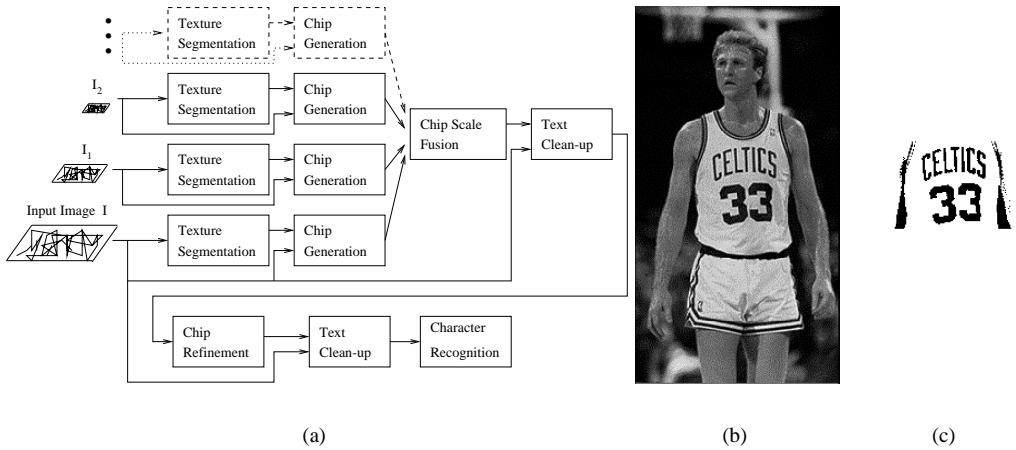 Texture
Segmentation
Chip
Generation
I2
Texture
Segmentation
Chip
Generation
Chip Scale
Fusion
Text
Clean-up
I1
Texture
Segmentation
Chip
Generation
Input Image I
Texture
Segmentation
Chip
Generation
Chip
Refinement
Text
Clean-up
Character
Recognition
(a)
CELTICS
33
(b)
CELTICS
33
(c)